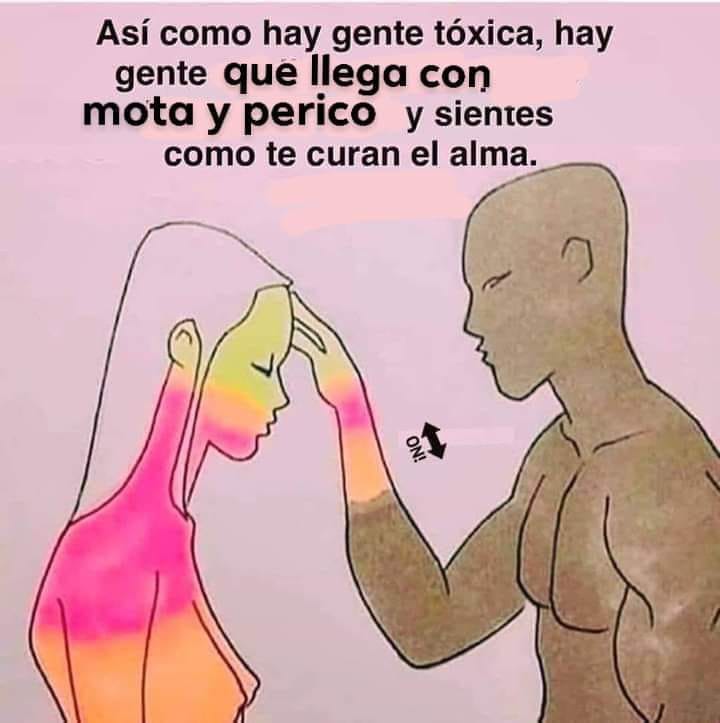 Así como hay gente tóxica, hay
gente que llega con
mota y perico y sientes
como te curan el alma.
ON!